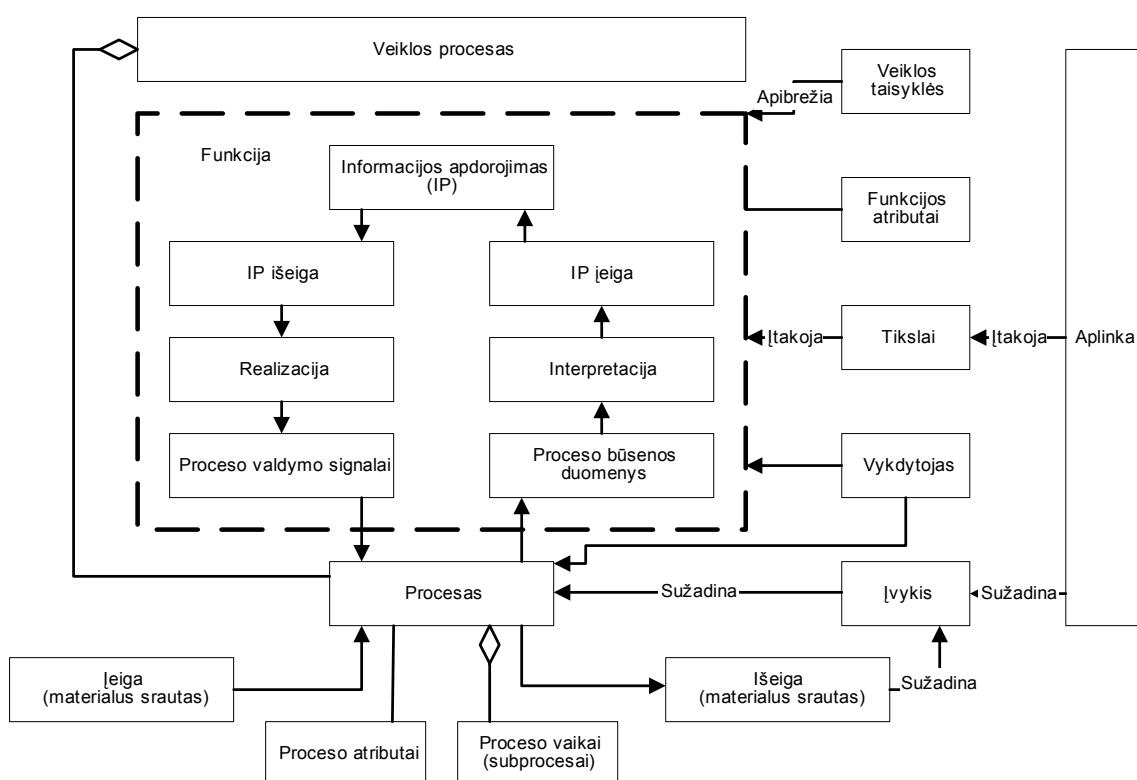 Veiklos procesas
Veiklos
taisyklės
Apibrežia
Funkcija
Informacijos apdorojimas
(IP)
Funkcijos
atributai
IP išeiga
IP įeiga
Įtakoja
Tikslai
Įtakoja
Aplinka
Realizacija
Interpretacija
Proceso valdymo signalai
Proceso būsenos
duomenys
Vykdytojas
Procesas
Sužadina
Įvykis
Sužadina
Įeiga
(materialus srautas)
Išeiga
(materialus srautas)
Sužadina
Proceso atributai
Proceso vaikai
(subprocesai)